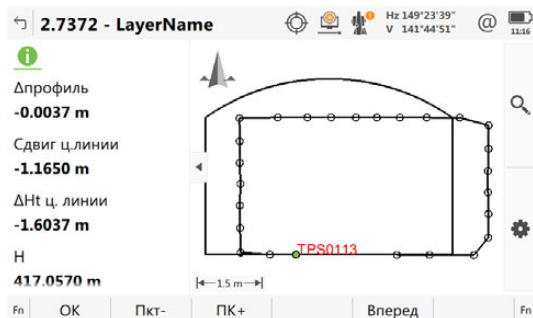 2.7372 - LayerName
Hz 149°23'39"
V 141°44'51"
@
11:16
Δпрофиль
-0.0037 m
Сдвиг ц.линии
-1.1650 m
ΔHt ц. линии
-1.6037 m
H
417.0570 m
TPS0113
1.5 m
Fn OK Пкт- ПК+ Вперед Fn